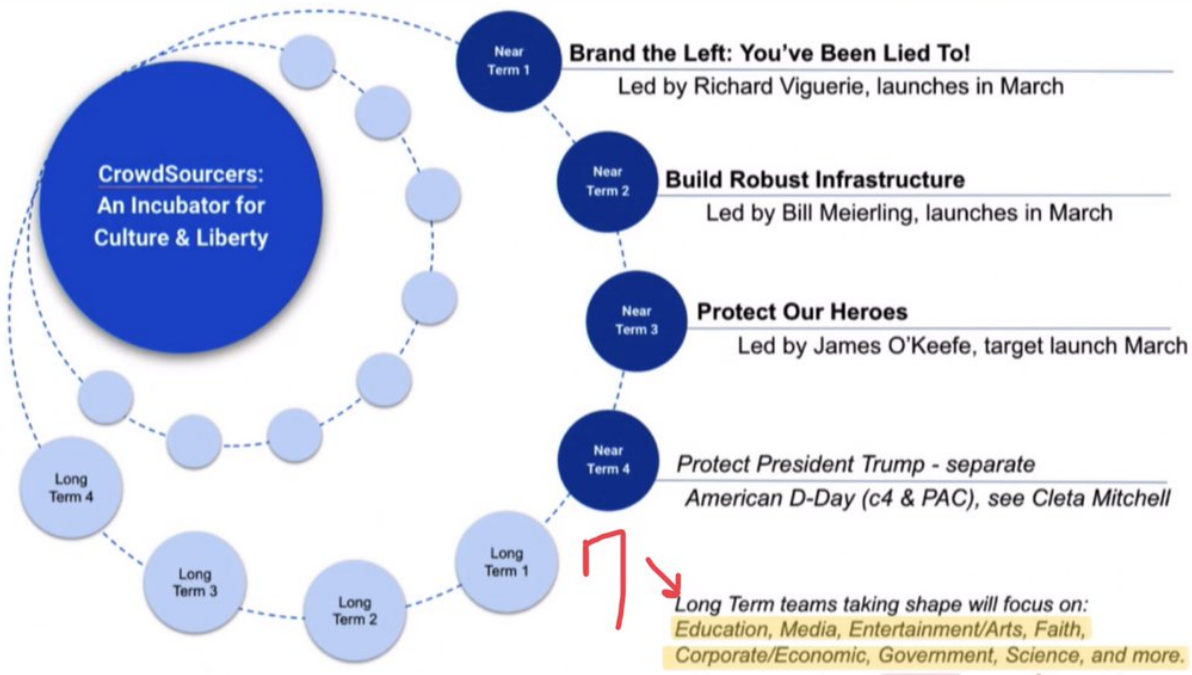 CrowdSourcers:
An Incubator for
Culture & Liberty
Near
Term 1
Brand the Left: You've Been Lied To!
Led by Richard Viguerie, launches in March
Near
Term 2
Build Robust Infrastructure
Led by Bill Meierling, launches in March
Near
Term 3
Protect Our Heroes
Led by James O'Keefe, target launch March
Near
Term 4
Protect President Trump - separate
American D-Day (c4 & PAC), see Cleta Mitchell
Long
Term 1
Long
Term 2
Long
Term 3
Long
Term 4
7
Long Term teams taking shape will focus on:
Education, Media, Entertainment/Arts, Faith,
Corporate/Economic, Government, Science, and more.